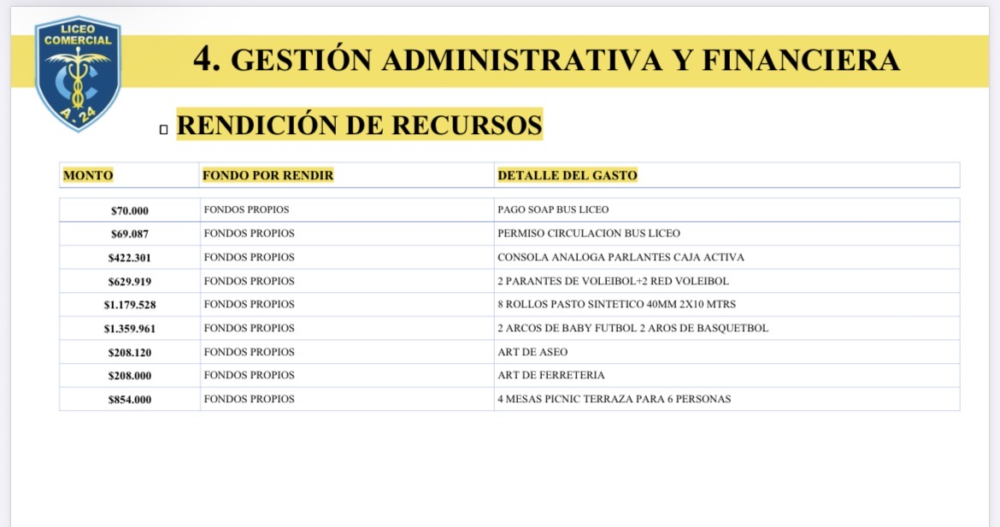 LICEO
COMERCIAL
A. 24
4. GESTIÓN ADMINISTRATIVA Y FINANCIERA
RENDICIÓN DE RECURSOS
MONTO FONDO POR RENDIR DETALLE DEL GASTO
$70.000 FONDOS PROPIOS PAGO SOAP BUS LICEO
$69.087 FONDOS PROPIOS PERMISO CIRCULACION BUS LICEO
$422.301 FONDOS PROPIOS CONSOLA ANALOGA PARLANTES CAJA ACTIVA
$629.919 FONDOS PROPIOS 2 PARANTES DE VOLEIBOL+2 RED VOLEIBOL
$1.179.528 FONDOS PROPIOS 8 ROLLOS PASTO SINTETICO 40MM 2X10 MTRS
$1.359.961 FONDOS PROPIOS 2 ARCOS DE BABY FUTBOL 2 AROS DE BASQUETBOL
$208.120 FONDOS PROPIOS ART DE ASEO
$208.000 FONDOS PROPIOS ART DE FERRETERIA
$854.000 FONDOS PROPIOS 4 MESAS PICNIC TERRAZA PARA 6 PERSONAS